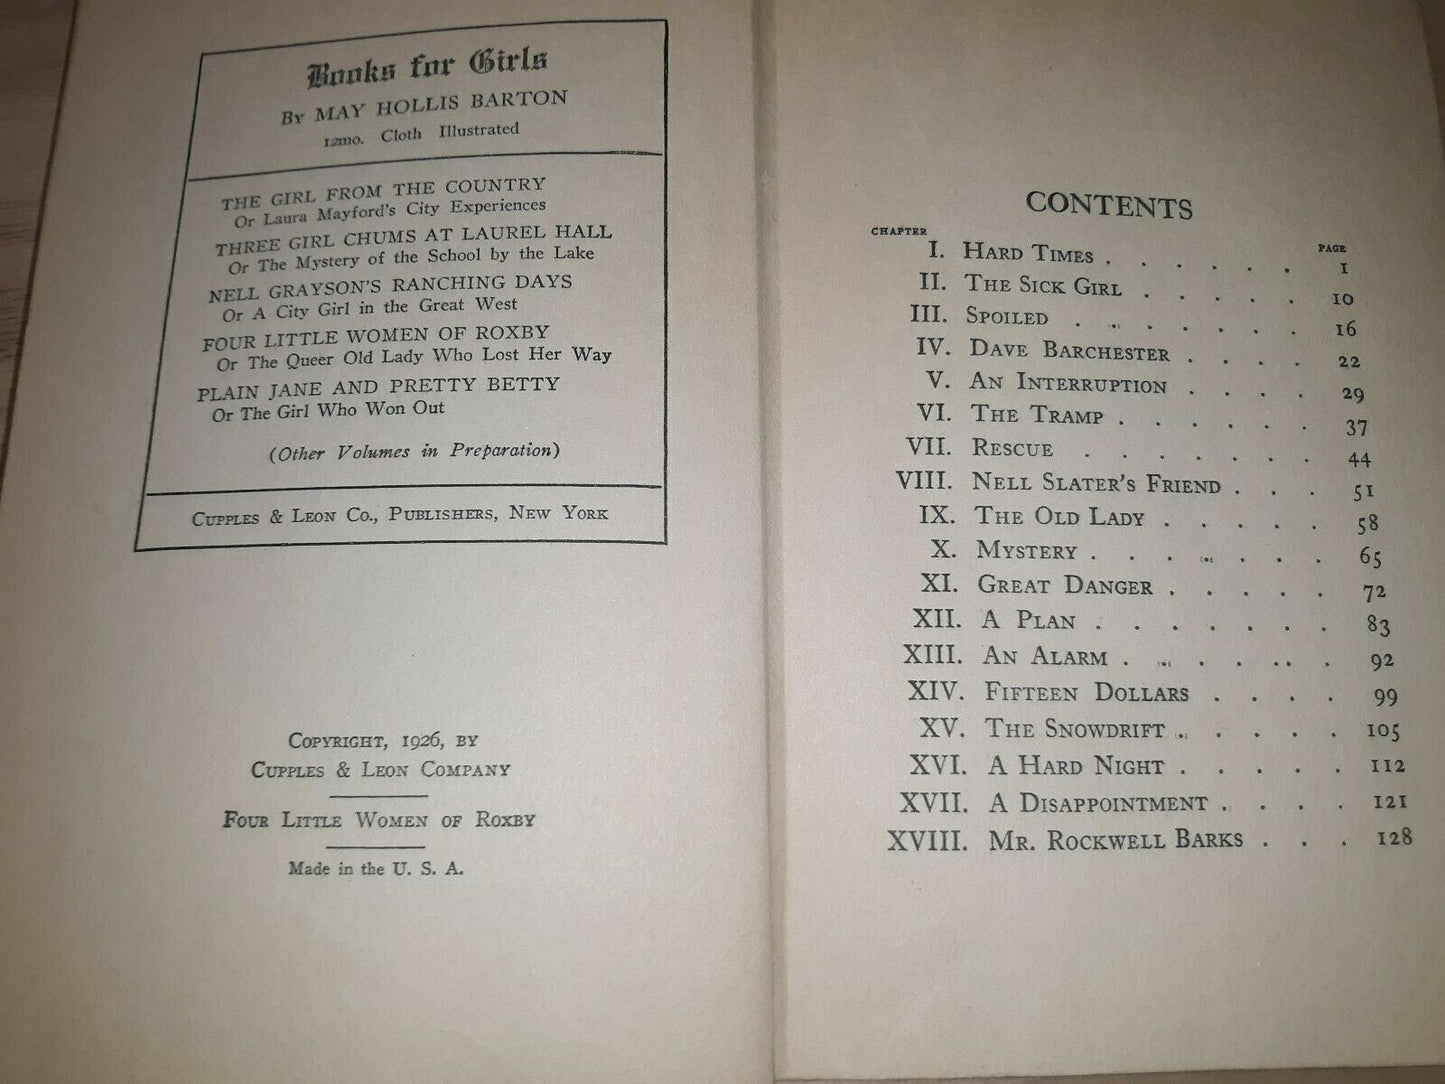 Books for Girls
By MAY HOLLIS BARTON
12mo. Cloth Illustrated
THE GIRL FROM THE COUNTRY
Or Laura Mayford's City Experiences
THREE GIRL CHUMS AT LAUREL HALL
Or The Mystery of the School by the Lake
NELL GRAYSON'S RANCHING DAYS
Or A City Girl in the Great West
FOUR LITTLE WOMEN OF ROXBY
Or The Queer Old Lady Who Lost Her Way
PLAIN JANE AND PRETTY BETTY
Or The Girl Who Won Out
(Other Volumes in Preparation)
CUPPLES & LEON CO., PUBLISHERS, NEW YORK
COPYRIGHT, 1926, BY
CUPPLES & LEON COMPANY
FOUR LITTLE WOMEN OF ROXBY
Made in the U. S. A.
CONTENTS
CHAPTER PAGE
I. HARD TIMES . . . . . . 1
II. THE SICK GIRL . . . . . 10
III. SPOILED . . . . . . . 16
IV. DAVE BARCHESTER . . . . 22
V. AN INTERRUPTION . . . . 29
VI. THE TRAMP . . . . . . 37
VII. RESCUE . . . . . . . 44
VIII. NELL SLATER'S FRIEND . . . 51
IX. THE OLD LADY . . . . . 58
X. MYSTERY . . . . . . . 65
XI. GREAT DANGER . . . . . 72
XII. A PLAN . . . . . . . 83
XIII. AN ALARM . . . . . . . 92
XIV. FIFTEEN DOLLARS . . . . 99
XV. THE SNOWDRIFT . . . . . 105
XVI. A HARD NIGHT . . . . . 112
XVII. A DISAPPOINTMENT . . . . 121
XVIII. MR. ROCKWELL BARKS . . . 128